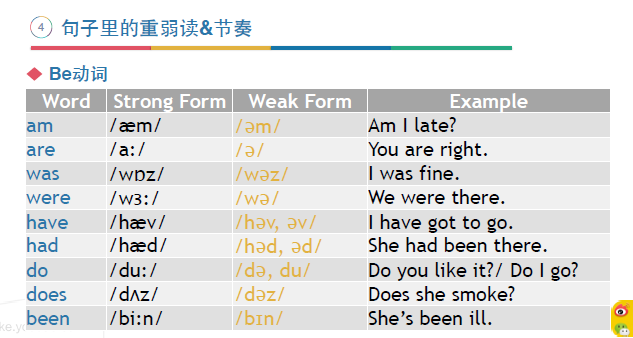 ④ 句子里的重弱读&节奏
Be动词
Word Strong Form Weak Form Example
am /æm/ /əm/ Am I late?
are /a:/ /ə/ You are right.
was /wɒz/ /wəz/ I was fine.
were /wɜ:/ /wə/ We were there.
have /hæv/ /həv, əv/ I have got to go.
had /hæd/ /həd, əd/ She had been there.
do /du:/ /də, du/ Do you like it?/ Do I go?
does /dʌz/ /dəz/ Does she smoke?
been /bi:n/ /bɪn/ She’s been ill.
ke.yu